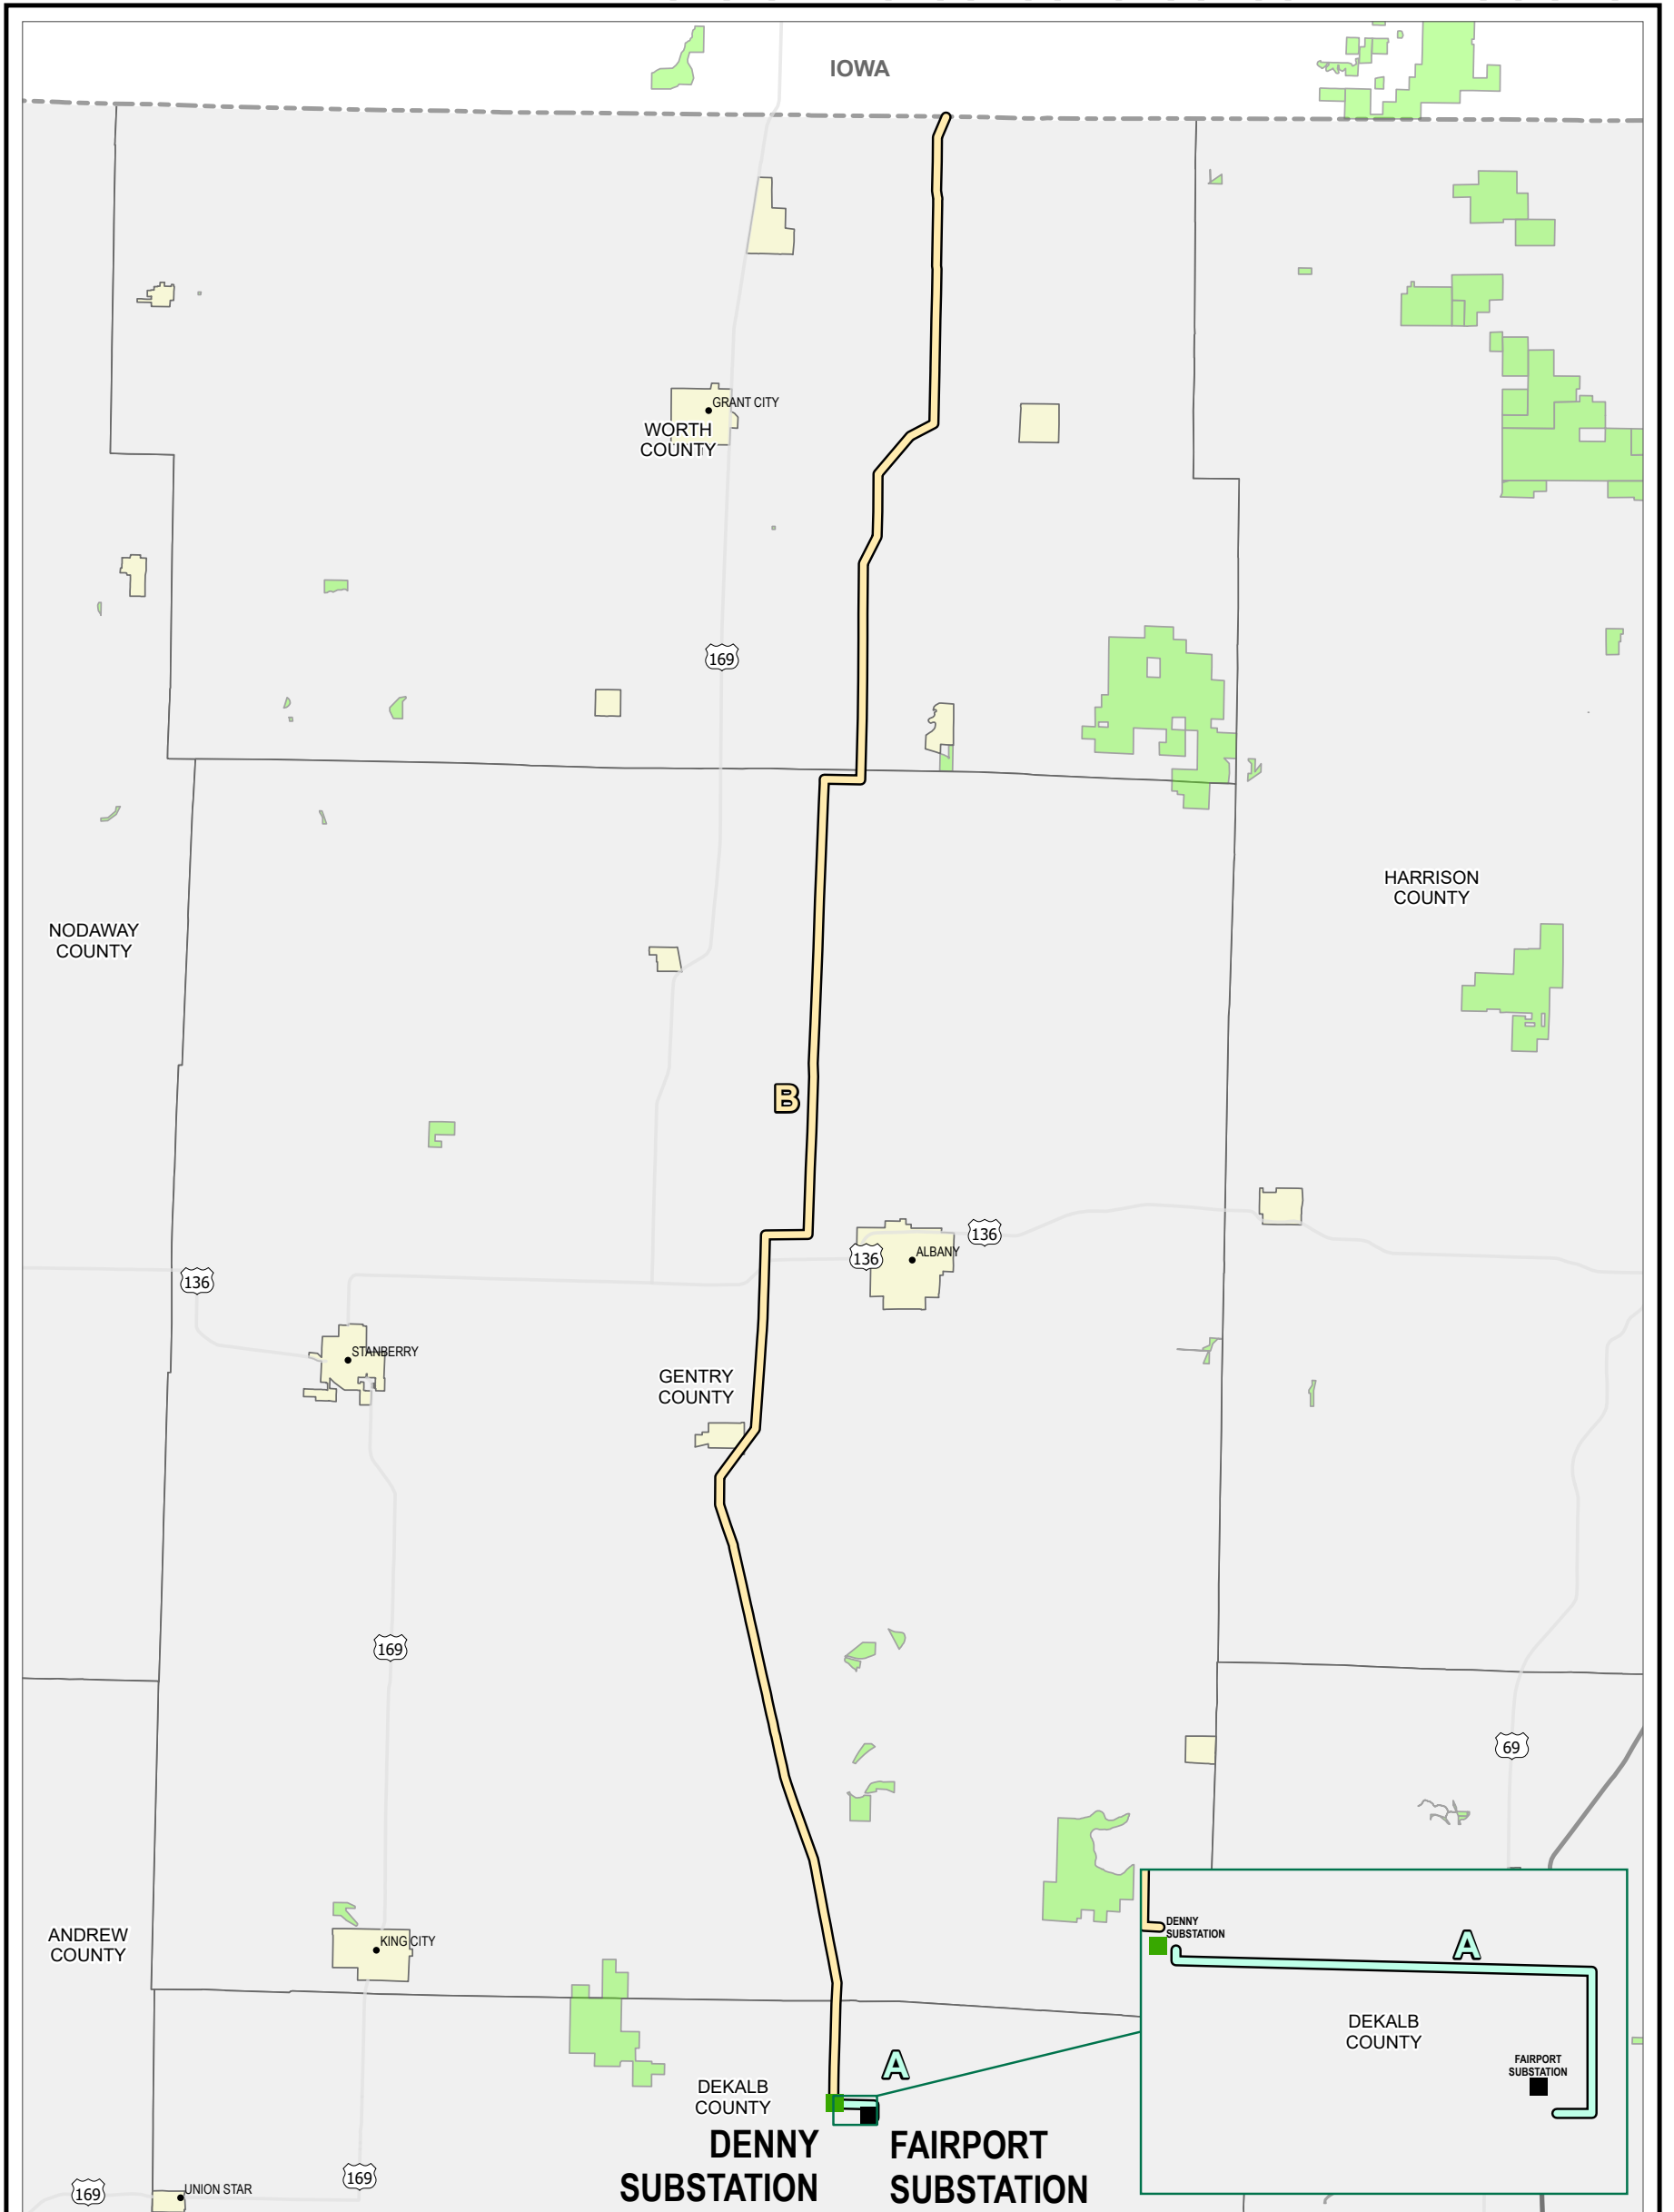 IOWA
GRANT CITY
WORTH
COUNTY
169
HARRISON
COUNTY
NODAWAY
COUNTY
B
136
136
ALBANY
136
STANBERRY
GENTRY
COUNTY
169
69
ANDREW
COUNTY
KING CITY
DENNY
SUBSTATION
A
DEKALB
COUNTY
FAIRPORT
SUBSTATION
A
DEKALB
COUNTY
DENNY
SUBSTATION
FAIRPORT
SUBSTATION
169
169
UNION STAR